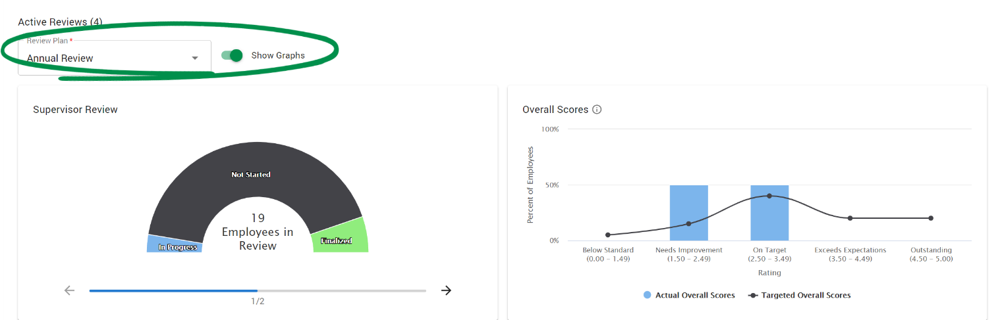 Active Reviews (4)
Review Plan *
Annual Review
Show Graphs
Supervisor Review
Not Started
In Progress
Finalized
19
Employees in
Review
1/2
Overall Scores
100%
50%
0%
Percent of Employees
Below Standard
(0.00 – 1.49)
Needs Improvement
(1.50 – 2.49)
On Target
(2.50 – 3.49)
Exceeds Expectations
(3.50 – 4.49)
Outstanding
(4.50 – 5.00)
Rating
Actual Overall Scores
Targeted Overall Scores